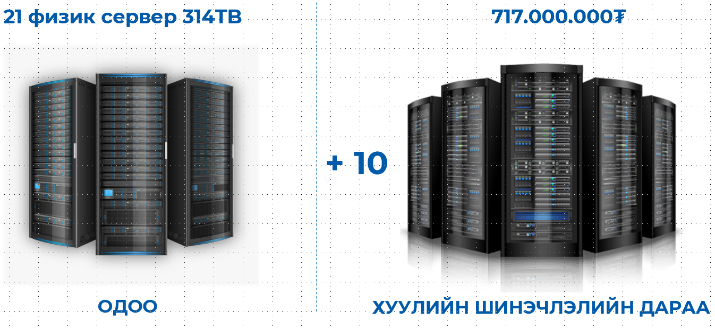 21 физик сервер 314TB
717.000.000₮
+ 10
ОДОО
ХУУЛИЙН ШИНЭЧЛЭЛИЙН ДАРАА